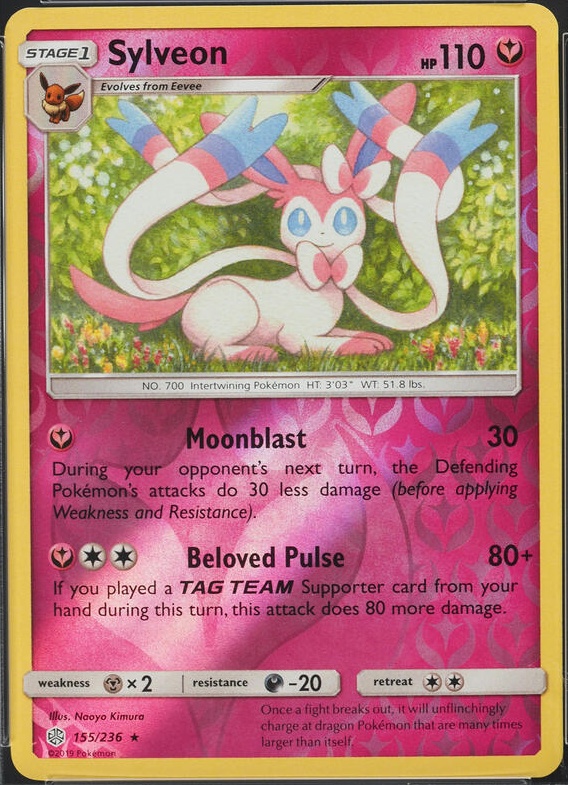 STAGE 1
Sylveon
HP 110
Evolves from Eevee
NO. 700 Intertwining Pokémon HT: 3'03" WT: 51.8 lbs.
Moonblast 30
During your opponent's next turn, the Defending
Pokémon's attacks do 30 less damage (before applying
Weakness and Resistance).
Beloved Pulse 80+
If you played a TAG TEAM Supporter card from your
hand during this turn, this attack does 80 more damage.
weakness ×2 resistance -20 retreat
Illus. Naoyo Kimura
155/236 ★
©2019 Pokémon
Once a fight breaks out, it will unflinchingly
charge at dragon Pokémon that are many times
larger than itself.